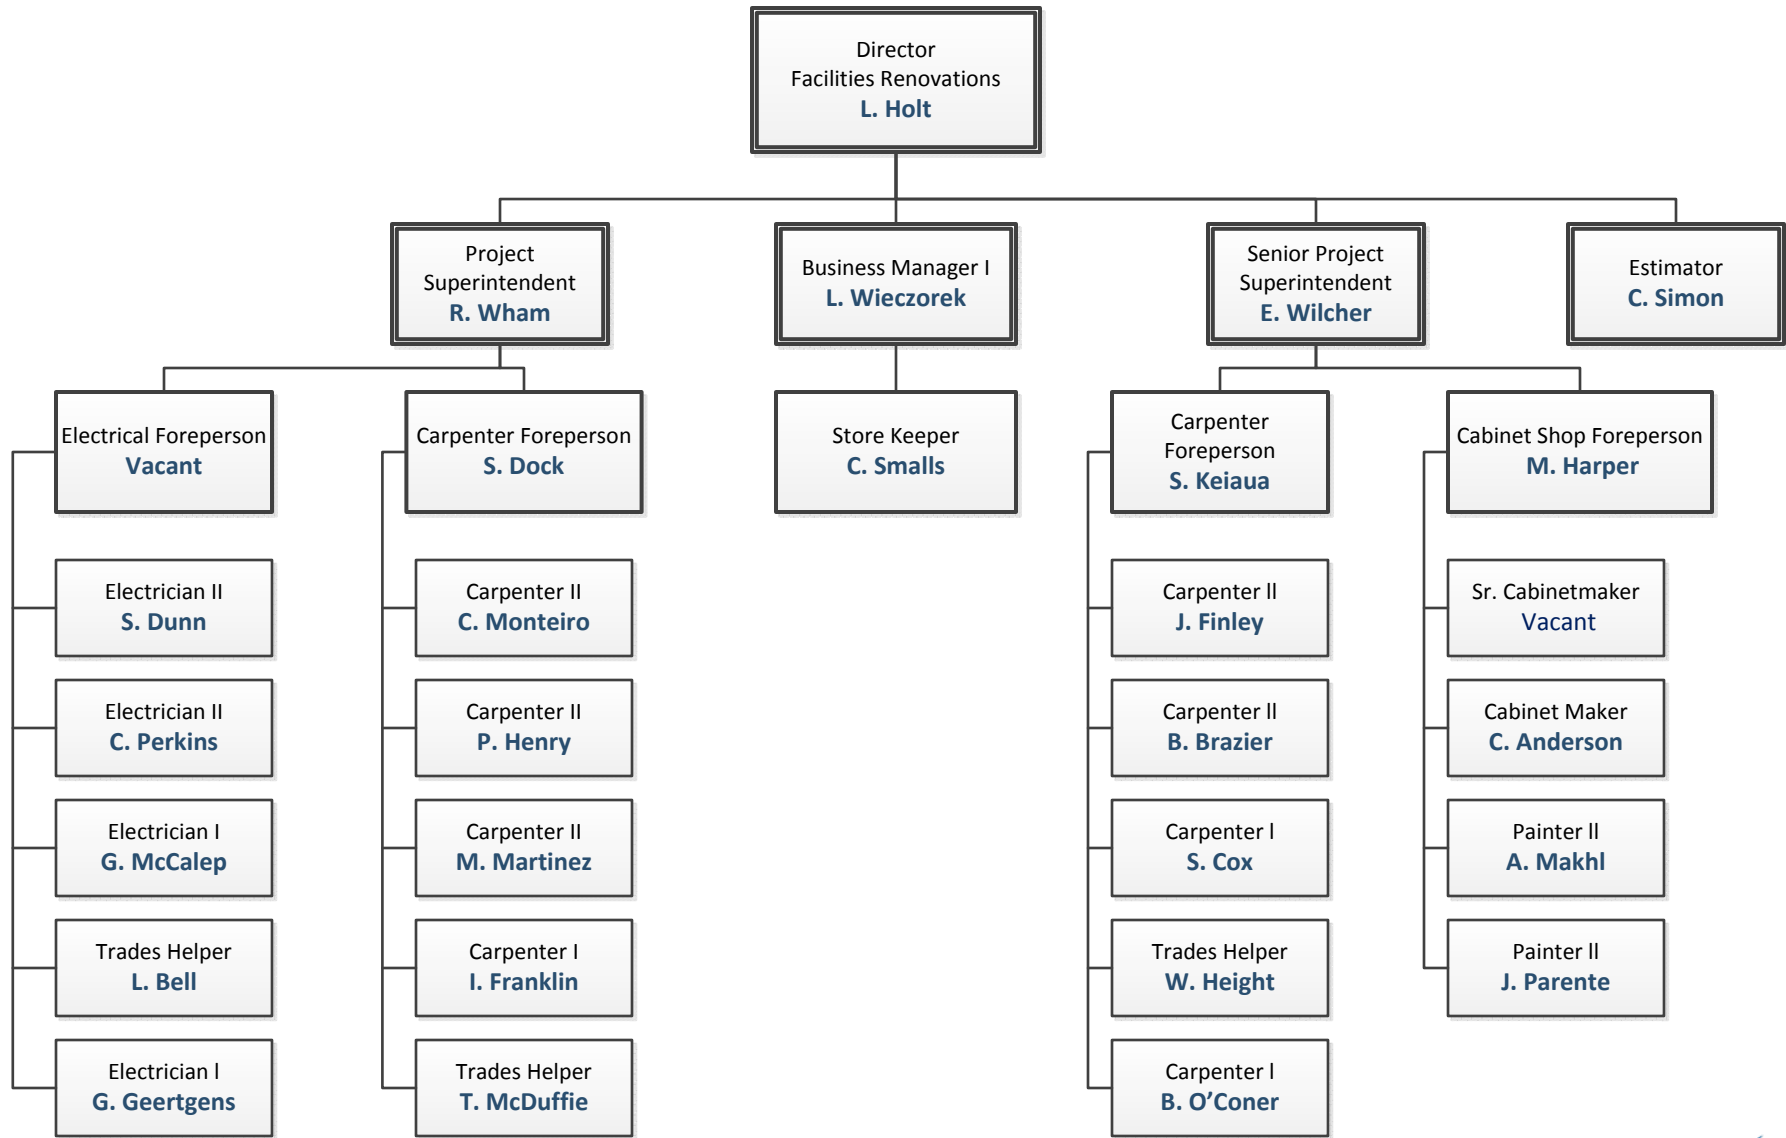 Director
Facilities Renovations
L. Holt
Project
Superintendent
R. Wham
Business Manager I
L. Wieczorek
Senior Project
Superintendent
E. Wilcher
Estimator
C. Simon
Electrical Foreperson
Vacant
Carpenter Foreperson
S. Dock
Store Keeper
C. Smalls
Carpenter
Foreperson
S. Keiaua
Cabinet Shop Foreperson
M. Harper
Electrician II
S. Dunn
Electrician II
C. Perkins
Electrician I
G. McCalep
Trades Helper
L. Bell
Electrician l
G. Geertgens
Carpenter II
C. Monteiro
Carpenter II
P. Henry
Carpenter II
M. Martinez
Carpenter I
I. Franklin
Trades Helper
T. McDuffie
Carpenter ll
J. Finley
Carpenter ll
B. Brazier
Carpenter l
S. Cox
Trades Helper
W. Height
Carpenter l
B. O’Coner
Sr. Cabinetmaker
Vacant
Cabinet Maker
C. Anderson
Painter ll
A. Makhl
Painter ll
J. Parente